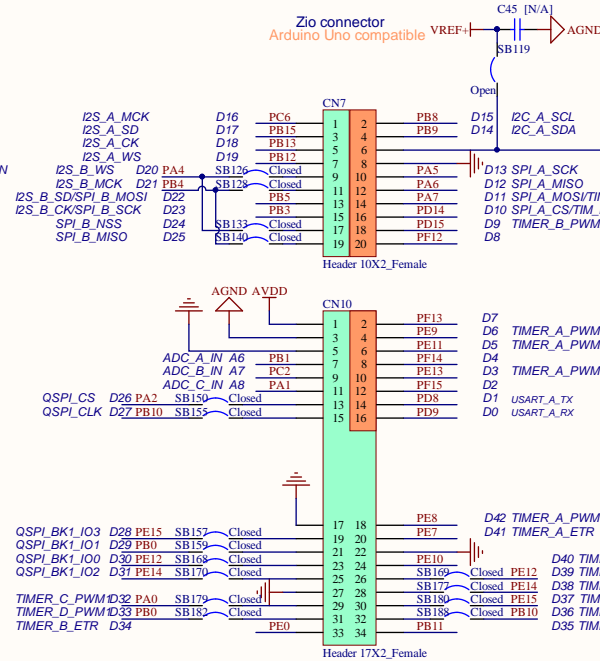 Zio connector
Arduino Uno compatible
C45 [N/A]
VREF+ AGND
SB119
Open
CN7
I2S_A_MCK D16 PC6 1 2 PB8 D15 I2C_A_SCL
I2S_A_SD D17 PB15 3 4 PB9 D14 I2C_A_SDA
I2S_A_CK D18 PB13 5 6
I2S_A_WS D19 PB12 7 8
N I2S_B_WS D20 PA4 SB126 Closed 9 10 PA5 D13 SPI_A_SCK
I2S_B_MCK D21 PB4 SB128 Closed 11 12 PA6 D12 SPI_A_MISO
I2S_B_SD/SPI_B_MOSI D22 PB5 13 14 PA7 D11 SPI_A_MOSI/TI
I2S_B_CK/SPI_B_SCK D23 PB3 15 16 PD14 D10 SPI_A_CS/TIM_
SPI_B_NSS D24 SB133 Closed 17 18 PD15 D9 TIMER_B_PWM
SPI_B_MISO D25 SB140 Closed 19 20 PF12 D8
Header 10X2_Female
AGND AVDD
CN10
1 2 PF13 D7
3 4 PE9 D6 TIMER_A_PWM
5 6 PE11 D5 TIMER_A_PWM
ADC_A_IN A6 PB1 7 8 PF14 D4
ADC_B_IN A7 PC2 9 10 PE13 D3 TIMER_A_PWM
ADC_C_IN A8 PA1 11 12 PF15 D2
QSPI_CS D26 PA2 SB150 Closed 13 14 PD8 D1 USART_A_TX
QSPI_CLK D27 PB10 SB155 Closed 15 16 PD9 D0 USART_A_RX
17 18 PE8 D42 TIMER_A_PWM
QSPI_BK1_IO3 D28 PE15 SB157 Closed 19 20 PE7 D41 TIMER_A_ETR
QSPI_BK1_IO1 D29 PB0 SB159 Closed 21 22
QSPI_BK1_IO0 D30 PE12 SB168 Closed 23 24 PE10 D40 TIM
QSPI_BK1_IO2 D31 PE14 SB170 Closed 25 26 SB169 Closed PE12 D39 TIM
27 28 SB177 Closed PE14 D38 TIM
TIMER_C_PWM1 D32 PA0 SB179 Closed 29 30 SB180 Closed PE15 D37 TIM
TIMER_D_PWM1 D33 PB0 SB182 Closed 31 32 SB188 Closed PB10 D36 TIM
TIMER_B_ETR D34 PE0 33 34 PB11 D35 TIM
Header 17X2_Female